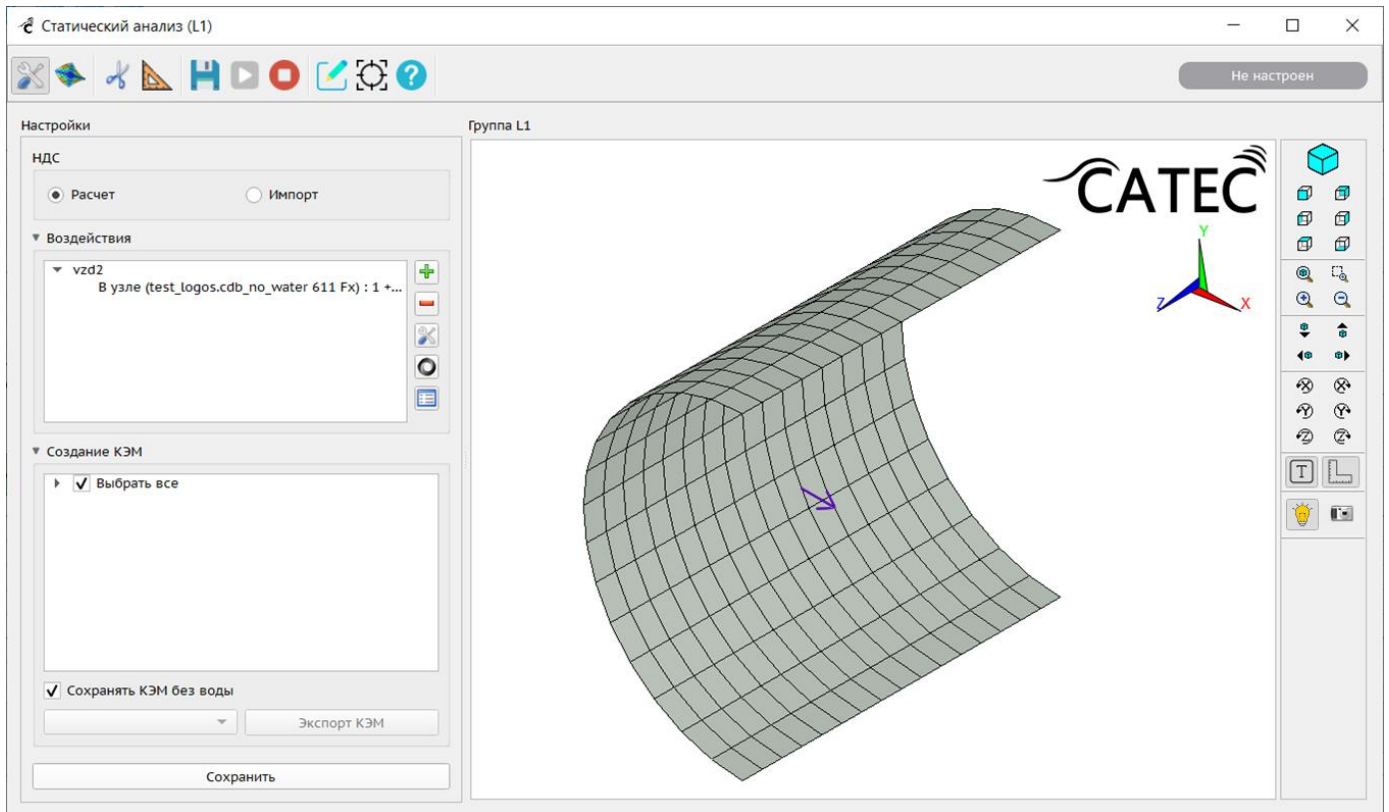 Статический анализ (L1)
Не настроен
Настройки
Группа L1
НДС
Расчет
Импорт
Воздействия
vzd2
В узле (test_logos.cdb_no_water 611 Fx) : 1 +...
Создание КЭМ
Выбрать все
Сохранять КЭМ без воды
Экспорт КЭМ
Сохранить
CATEC
Y
Z
X
X
X
Y
Y
Z
Z
T